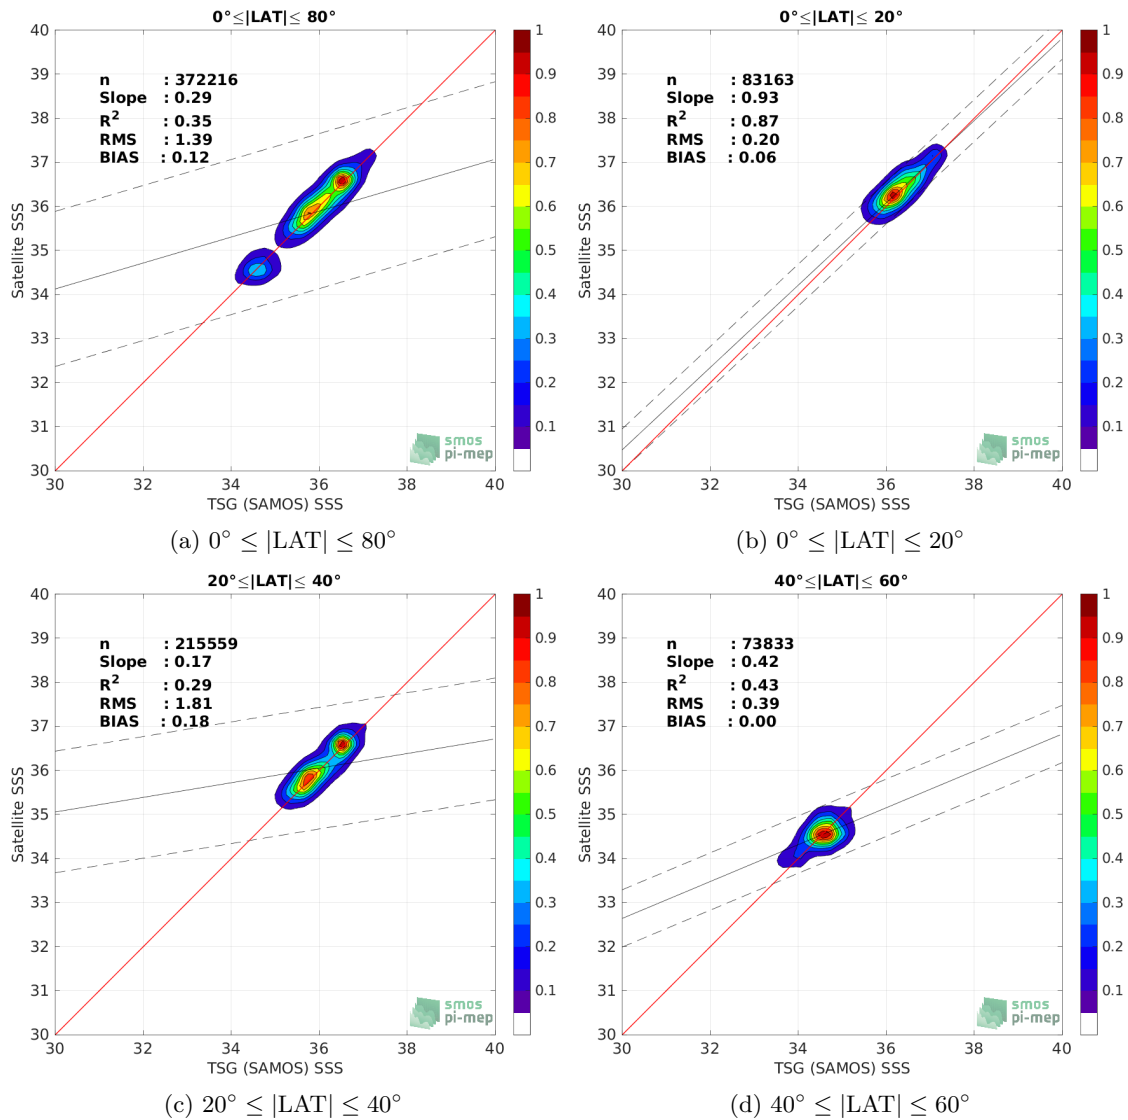 0°≤|LAT|≤ 80°
40
39
38
37
36
35
34
33
32
31
30
Satellite SSS
n : 372216
Slope : 0.29
R² : 0.35
RMS : 1.39
BIAS : 0.12
smos
pi-mep
30 32 34 36 38 40
TSG (SAMOS) SSS
1
0.9
0.8
0.7
0.6
0.5
0.4
0.3
0.2
0.1
(a) 0° ≤ |LAT| ≤ 80°
0°≤|LAT|≤ 20°
40
39
38
37
36
35
34
33
32
31
30
Satellite SSS
n : 83163
Slope : 0.93
R² : 0.87
RMS : 0.20
BIAS : 0.06
smos
pi-mep
30 32 34 36 38 40
TSG (SAMOS) SSS
1
0.9
0.8
0.7
0.6
0.5
0.4
0.3
0.2
0.1
(b) 0° ≤ |LAT| ≤ 20°
20°≤|LAT|≤ 40°
40
39
38
37
36
35
34
33
32
31
30
Satellite SSS
n : 215559
Slope : 0.17
R² : 0.29
RMS : 1.81
BIAS : 0.18
smos
pi-mep
30 32 34 36 38 40
TSG (SAMOS) SSS
1
0.9
0.8
0.7
0.6
0.5
0.4
0.3
0.2
0.1
(c) 20° ≤ |LAT| ≤ 40°
40°≤|LAT|≤ 60°
40
39
38
37
36
35
34
33
32
31
30
Satellite SSS
n : 73833
Slope : 0.42
R² : 0.43
RMS : 0.39
BIAS : 0.00
smos
pi-mep
30 32 34 36 38 40
TSG (SAMOS) SSS
1
0.9
0.8
0.7
0.6
0.5
0.4
0.3
0.2
0.1
(d) 40° ≤ |LAT| ≤ 60°